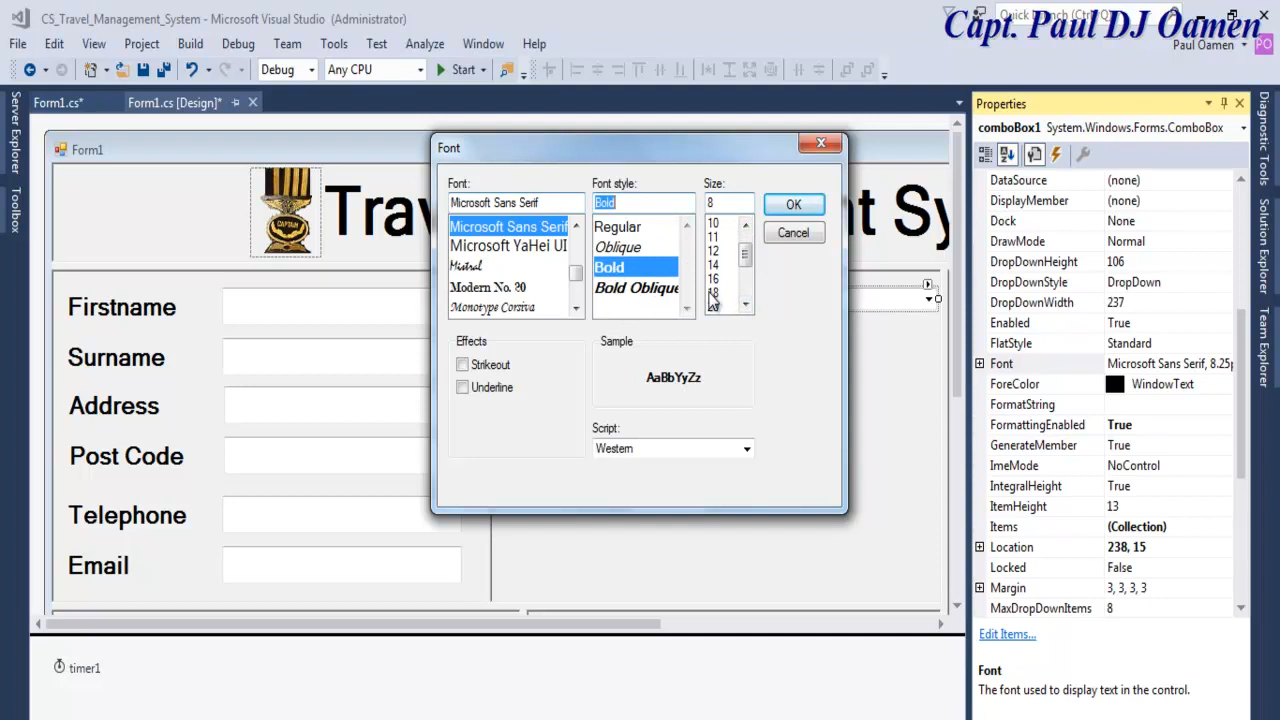 CS_Travel_Management_System - Microsoft Visual Studio (Administrator)
Capt. Paul DJ Oamen
File Edit View Project Build Debug Team Tools Test Analyze Window Help
Paul Oamen
PO
Debug Any CPU Start
Form1.cs* Form1.cs [Design]*
Server Explorer
Toolbox
Form1
CAPTAIN
Firstname
Surname
Address
Post Code
Telephone
Email
timer1
Font
Font: Font style: Size:
Microsoft Sans Serif Bold 8
OK
Cancel
Microsoft Sans Serif
Microsoft YaHei UI
Mistral
Modern No. 20
Monotype Corsiva
Regular
Oblique
Bold
Bold Oblique
10
11
12
14
16
18
Effects
Strikeout
Underline
Sample
AaBbYyZz
Script:
Western
Properties
comboBox1 System.Windows.Forms.ComboBox
DataSource (none)
DisplayMember (none)
Dock None
DrawMode Normal
DropDownHeight 106
DropDownStyle DropDown
DropDownWidth 237
Enabled True
FlatStyle Standard
Font Microsoft Sans Serif, 8.25p
ForeColor WindowText
FormatString
FormattingEnabled True
GenerateMember True
ImeMode NoControl
IntegralHeight True
ItemHeight 13
Items (Collection)
Location 238, 15
Locked False
Margin 3, 3, 3, 3
MaxDropDownItems 8
Edit Items...
Font
The font used to display text in the control.
Diagnostic Tools
Solution Explorer
Team Explorer